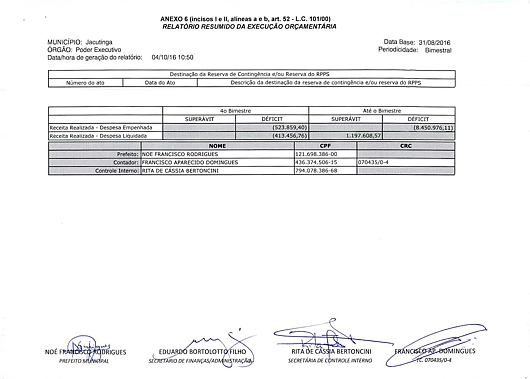 ANEXO 6 (incisos I e II, alíneas a e b, art. 52 - L.C. 101/00)
RELATÓRIO RESUMIDO DA EXECUÇÃO ORÇAMENTÁRIA
MUNICÍPIO: Jacutinga
ÓRGÃO: Poder Executivo
Data/hora de geração do relatório: 04/10/16 10:50
Data Base: 31/08/2016
Periodicidade: Bimestral
Destinação da Reserva de Contingência e/ou Reserva do RPPS
Número do ato Data do Ato Descrição da destinação da reserva de contingência e/ou reserva do RPPS
4o Bimestre Até o Bimestre
SUPERÁVIT DÉFICIT SUPERÁVIT DÉFICIT
Receita Realizada - Despesa Empenhada (523.859,40) (8.450.976,11)
Receita Realizada - Despesa Liquidada (413.456,76) 1.197.608,57
NOME CPF CRC
Prefeito: NOE FRANCISCO RODRIGUES 121.698.386-00
Contador: FRANCISCO APARECIDO DOMINGUES 436.374.506-15 070435/0-4
Controle Interno: RITA DE CÁSSIA BERTONCINI 794.078.386-68
NOÉ FRANCISCO RODRIGUES EDUARDO BORTOLOTTO FILHO RITA DE CÁSSIA BERTONCINI FRANCISCO AP. DOMINGUES
PREFEITO MUNICIPAL SECRETÁRIO DE FINANÇAS/ADMINISTRAÇÃO SECRETÁRIA DE CONTROLE INTERNO TC. 070435/0-4